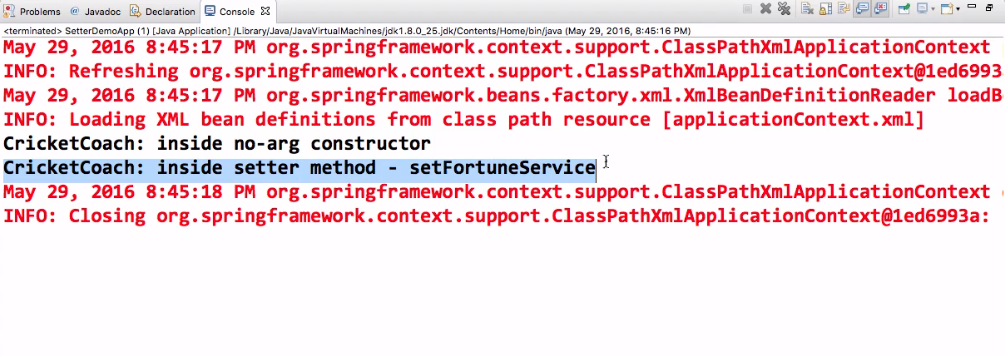 Problems @ Javadoc Declaration Console
<terminated> SetterDemoApp (1) [Java Application] /Library/Java/JavaVirtualMachines/jdk1.8.0_25.jdk/Contents/Home/bin/java (May 29, 2016, 8:45:16 PM)
May 29, 2016 8:45:17 PM org.springframework.context.support.ClassPathXmlApplicationContext
INFO: Refreshing org.springframework.context.support.ClassPathXmlApplicationContext@1ed6993
May 29, 2016 8:45:17 PM org.springframework.beans.factory.xml.XmlBeanDefinitionReader loadB
INFO: Loading XML bean definitions from class path resource [applicationContext.xml]
CricketCoach: inside no-arg constructor
CricketCoach: inside setter method - setFortuneService
May 29, 2016 8:45:18 PM org.springframework.context.support.ClassPathXmlApplicationContext
INFO: Closing org.springframework.context.support.ClassPathXmlApplicationContext@1ed6993a: